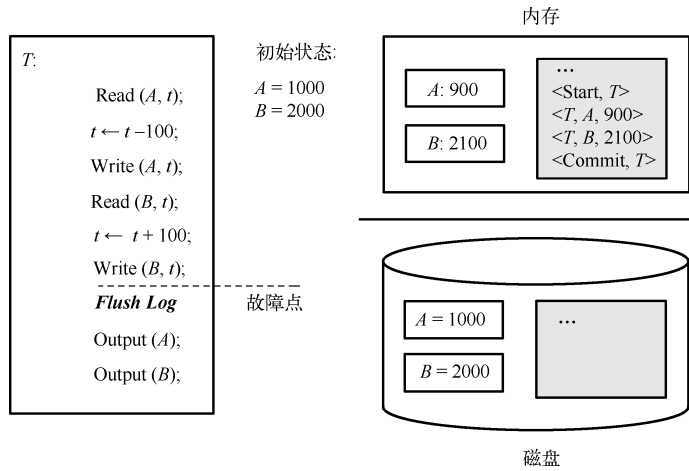 T:
Read (A, t);
t ← t –100;
Write (A, t);
Read (B, t);
t ← t + 100;
Write (B, t);
Flush Log
Output (A);
Output (B);
初始状态:
A = 1000
B = 2000
故障点
内存
A: 900
B: 2100
...
<Start, T>
<T, A, 900>
<T, B, 2100>
<Commit, T>
A = 1000
B = 2000
...
磁盘